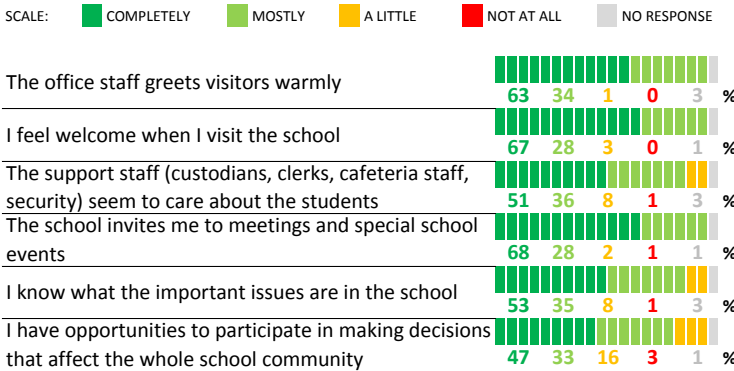 SCALE: COMPLETELY MOSTLY A LITTLE NOT AT ALL NO RESPONSE
The office staff greets visitors warmly
63 34 1 0 3 %
I feel welcome when I visit the school
67 28 3 0 1 %
The support staff (custodians, clerks, cafeteria staff,
security) seem to care about the students
51 36 8 1 3 %
The school invites me to meetings and special school
events
68 28 2 1 1 %
I know what the important issues are in the school
53 35 8 1 3 %
I have opportunities to participate in making decisions
that affect the whole school community
47 33 16 3 1 %